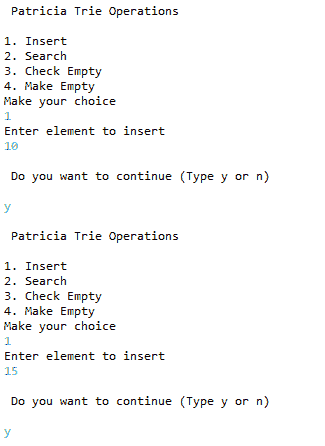 Patricia Trie Operations
1. Insert
2. Search
3. Check Empty
4. Make Empty
Make your choice
1
Enter element to insert
10
Do you want to continue (Type y or n)
y
Patricia Trie Operations
1. Insert
2. Search
3. Check Empty
4. Make Empty
Make your choice
1
Enter element to insert
15
Do you want to continue (Type y or n)
y